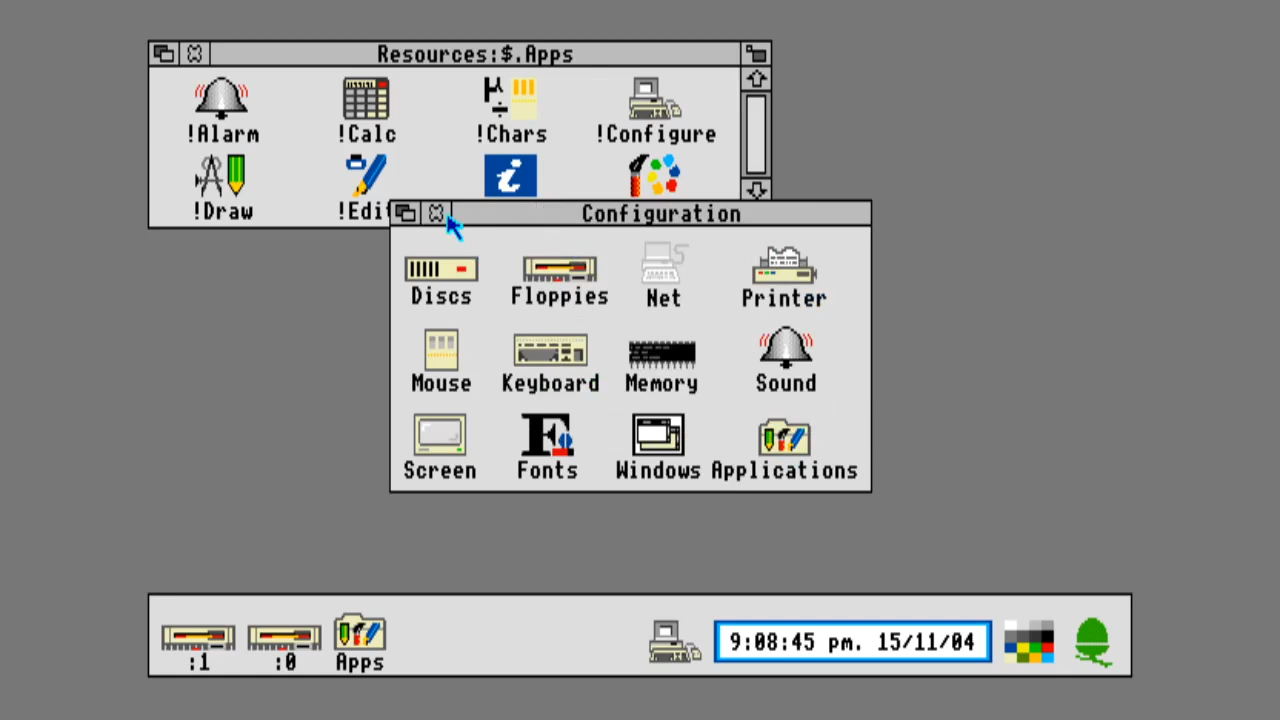 Resources:$.Apps
!Alarm !Calc !Chars !Configure
!Draw !Edit
Configuration
Discs Floppies Net Printer
Mouse Keyboard Memory Sound
Screen Fonts Windows Applications
:1 :0 Apps
9:08:45 pm. 15/11/04